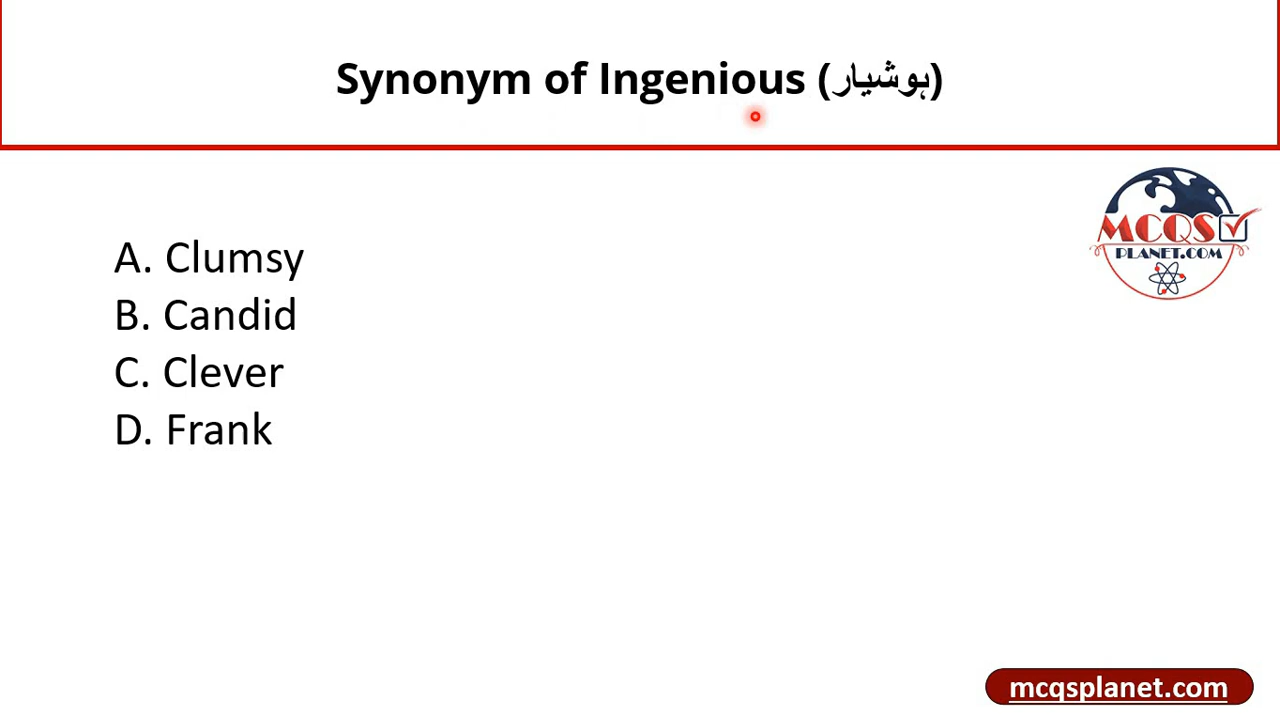 Synonym of Ingenious (ہوشیار)
MCQS
PLANET.COM
A. Clumsy
B. Candid
C. Clever
D. Frank
mcqsplanet.com